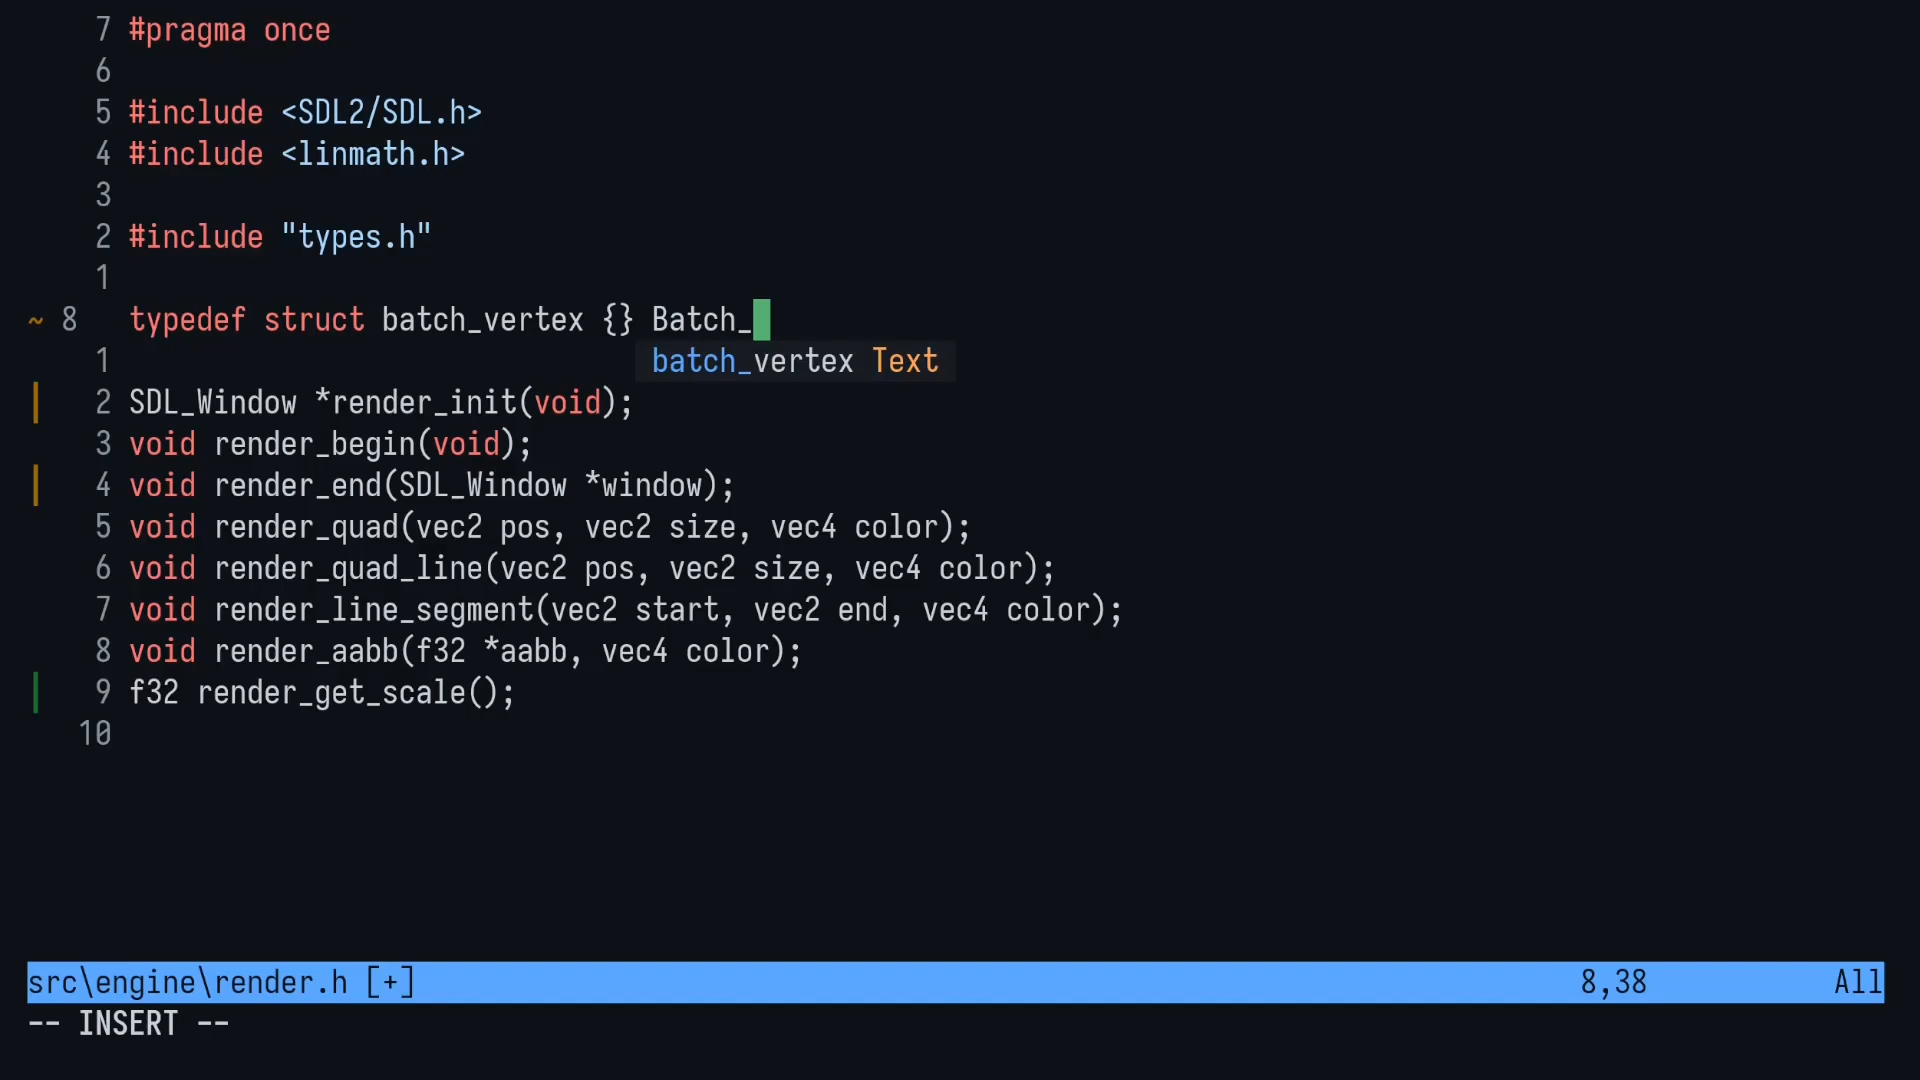 7 #pragma once
6
5 #include <SDL2/SDL.h>
4 #include <linmath.h>
3
2 #include "types.h"
1
~ 8 typedef struct batch_vertex {} Batch_
1 batch_vertex Text
2 SDL_Window *render_init(void);
3 void render_begin(void);
4 void render_end(SDL_Window *window);
5 void render_quad(vec2 pos, vec2 size, vec4 color);
6 void render_quad_line(vec2 pos, vec2 size, vec4 color);
7 void render_line_segment(vec2 start, vec2 end, vec4 color);
8 void render_aabb(f32 *aabb, vec4 color);
9 f32 render_get_scale();
10
src\engine\render.h [+] 8,38 All
-- INSERT --